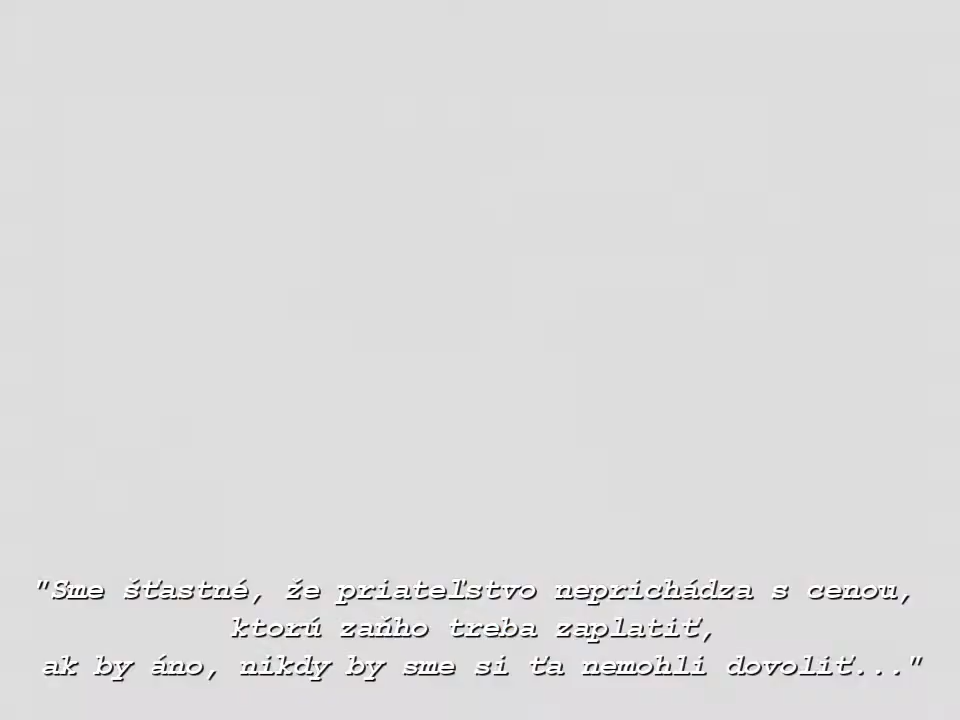 "Sme šťastné, že priateľstvo neprichádza s cenou,
ktorú zaňho treba zaplatiť,
ak by áno, nikdy by sme si ťa nemohli dovoliť..."